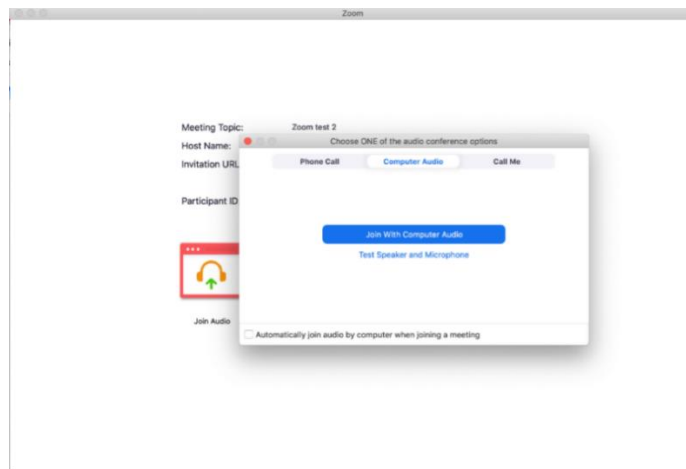 Zoom
Meeting Topic: Zoom test 2
Host Name:
Invitation URL
Participant ID
Choose ONE of the audio conference options
Phone Call Computer Audio Call Me
Join With Computer Audio
Test Speaker and Microphone
Automatically join audio by computer when joining a meeting
Join Audio